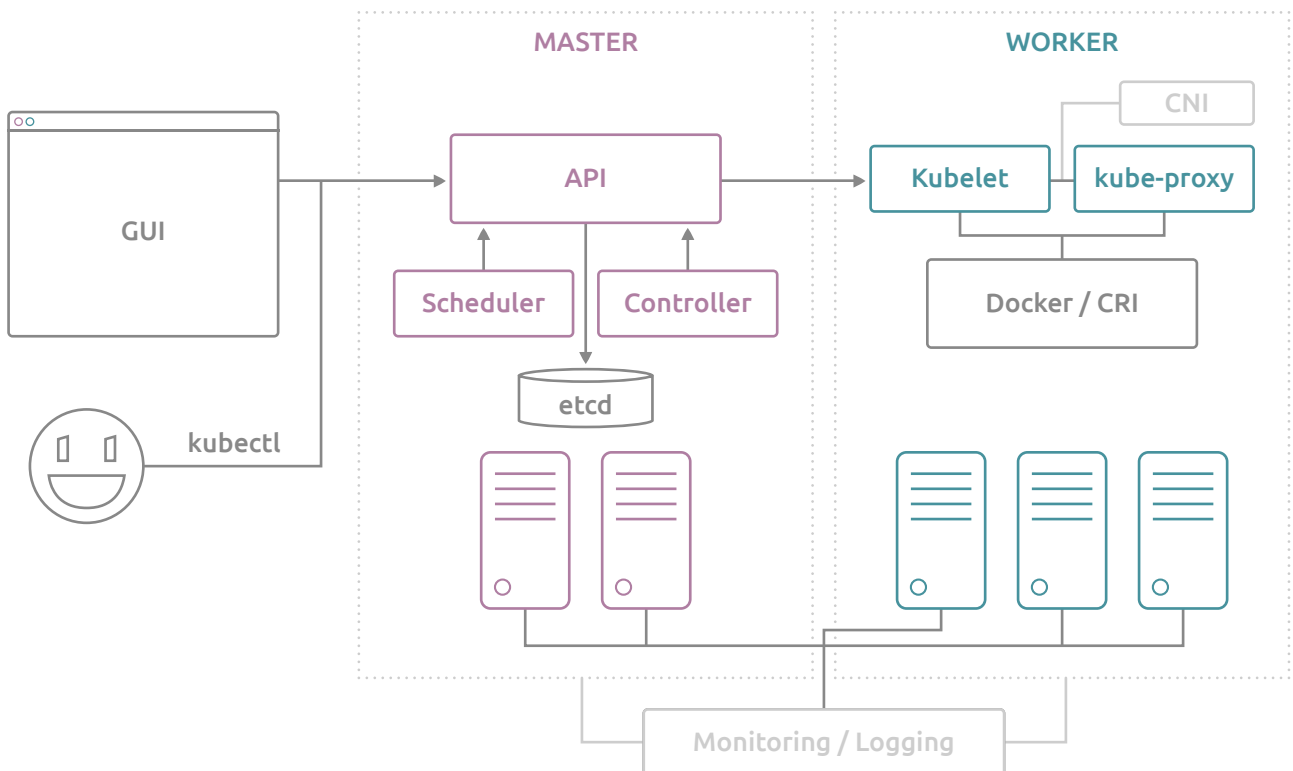 MASTER
WORKER
CNI
GUI
API
Kubelet
kube-proxy
Scheduler
Controller
Docker / CRI
etcd
kubectl
Monitoring / Logging